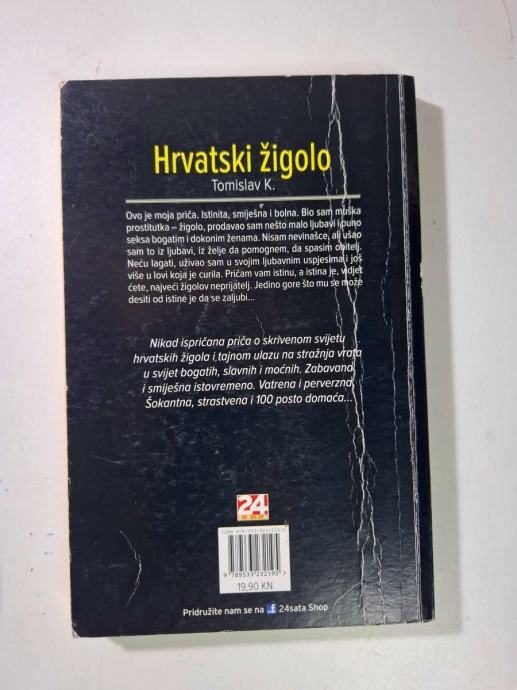 Hrvatski žigolo
Tomislav K.
Ovo je moja priča. Istinita, smiješna i bolna. Bio sam muška
prostitutka – žigolo, prodavao sam nešto malo ljubavi i puno
seksa bogatim i dokonim ženama. Nisam nevinašce, ali ušao
sam to iz ljubavi, iz želje da pomognem, da spasim obitelj.
Neću lagati, uživao sam u svojim ljubavnim uspjesima i još
više u lovi koja je curila. Pričam vam istinu, a istina je, vidjet
ćete, najveći žigolov neprijatelj. Jedino gore što mu se može
desiti od istine je da se zaljubi...
Nikad ispričana priča o skrivenom svijetu
hrvatskih žigola i tajnom ulazu na stražnja vrata
u svijet bogatih, slavnih i moćnih. Zabavana
i smiješna istovremeno. Vatrena i perverzna.
Šokantna, strastvena i 100 posto domaća...
24
SATA
9 789533 232195 >
19,90 KN
Pridružite nam se na f 24sata Shop